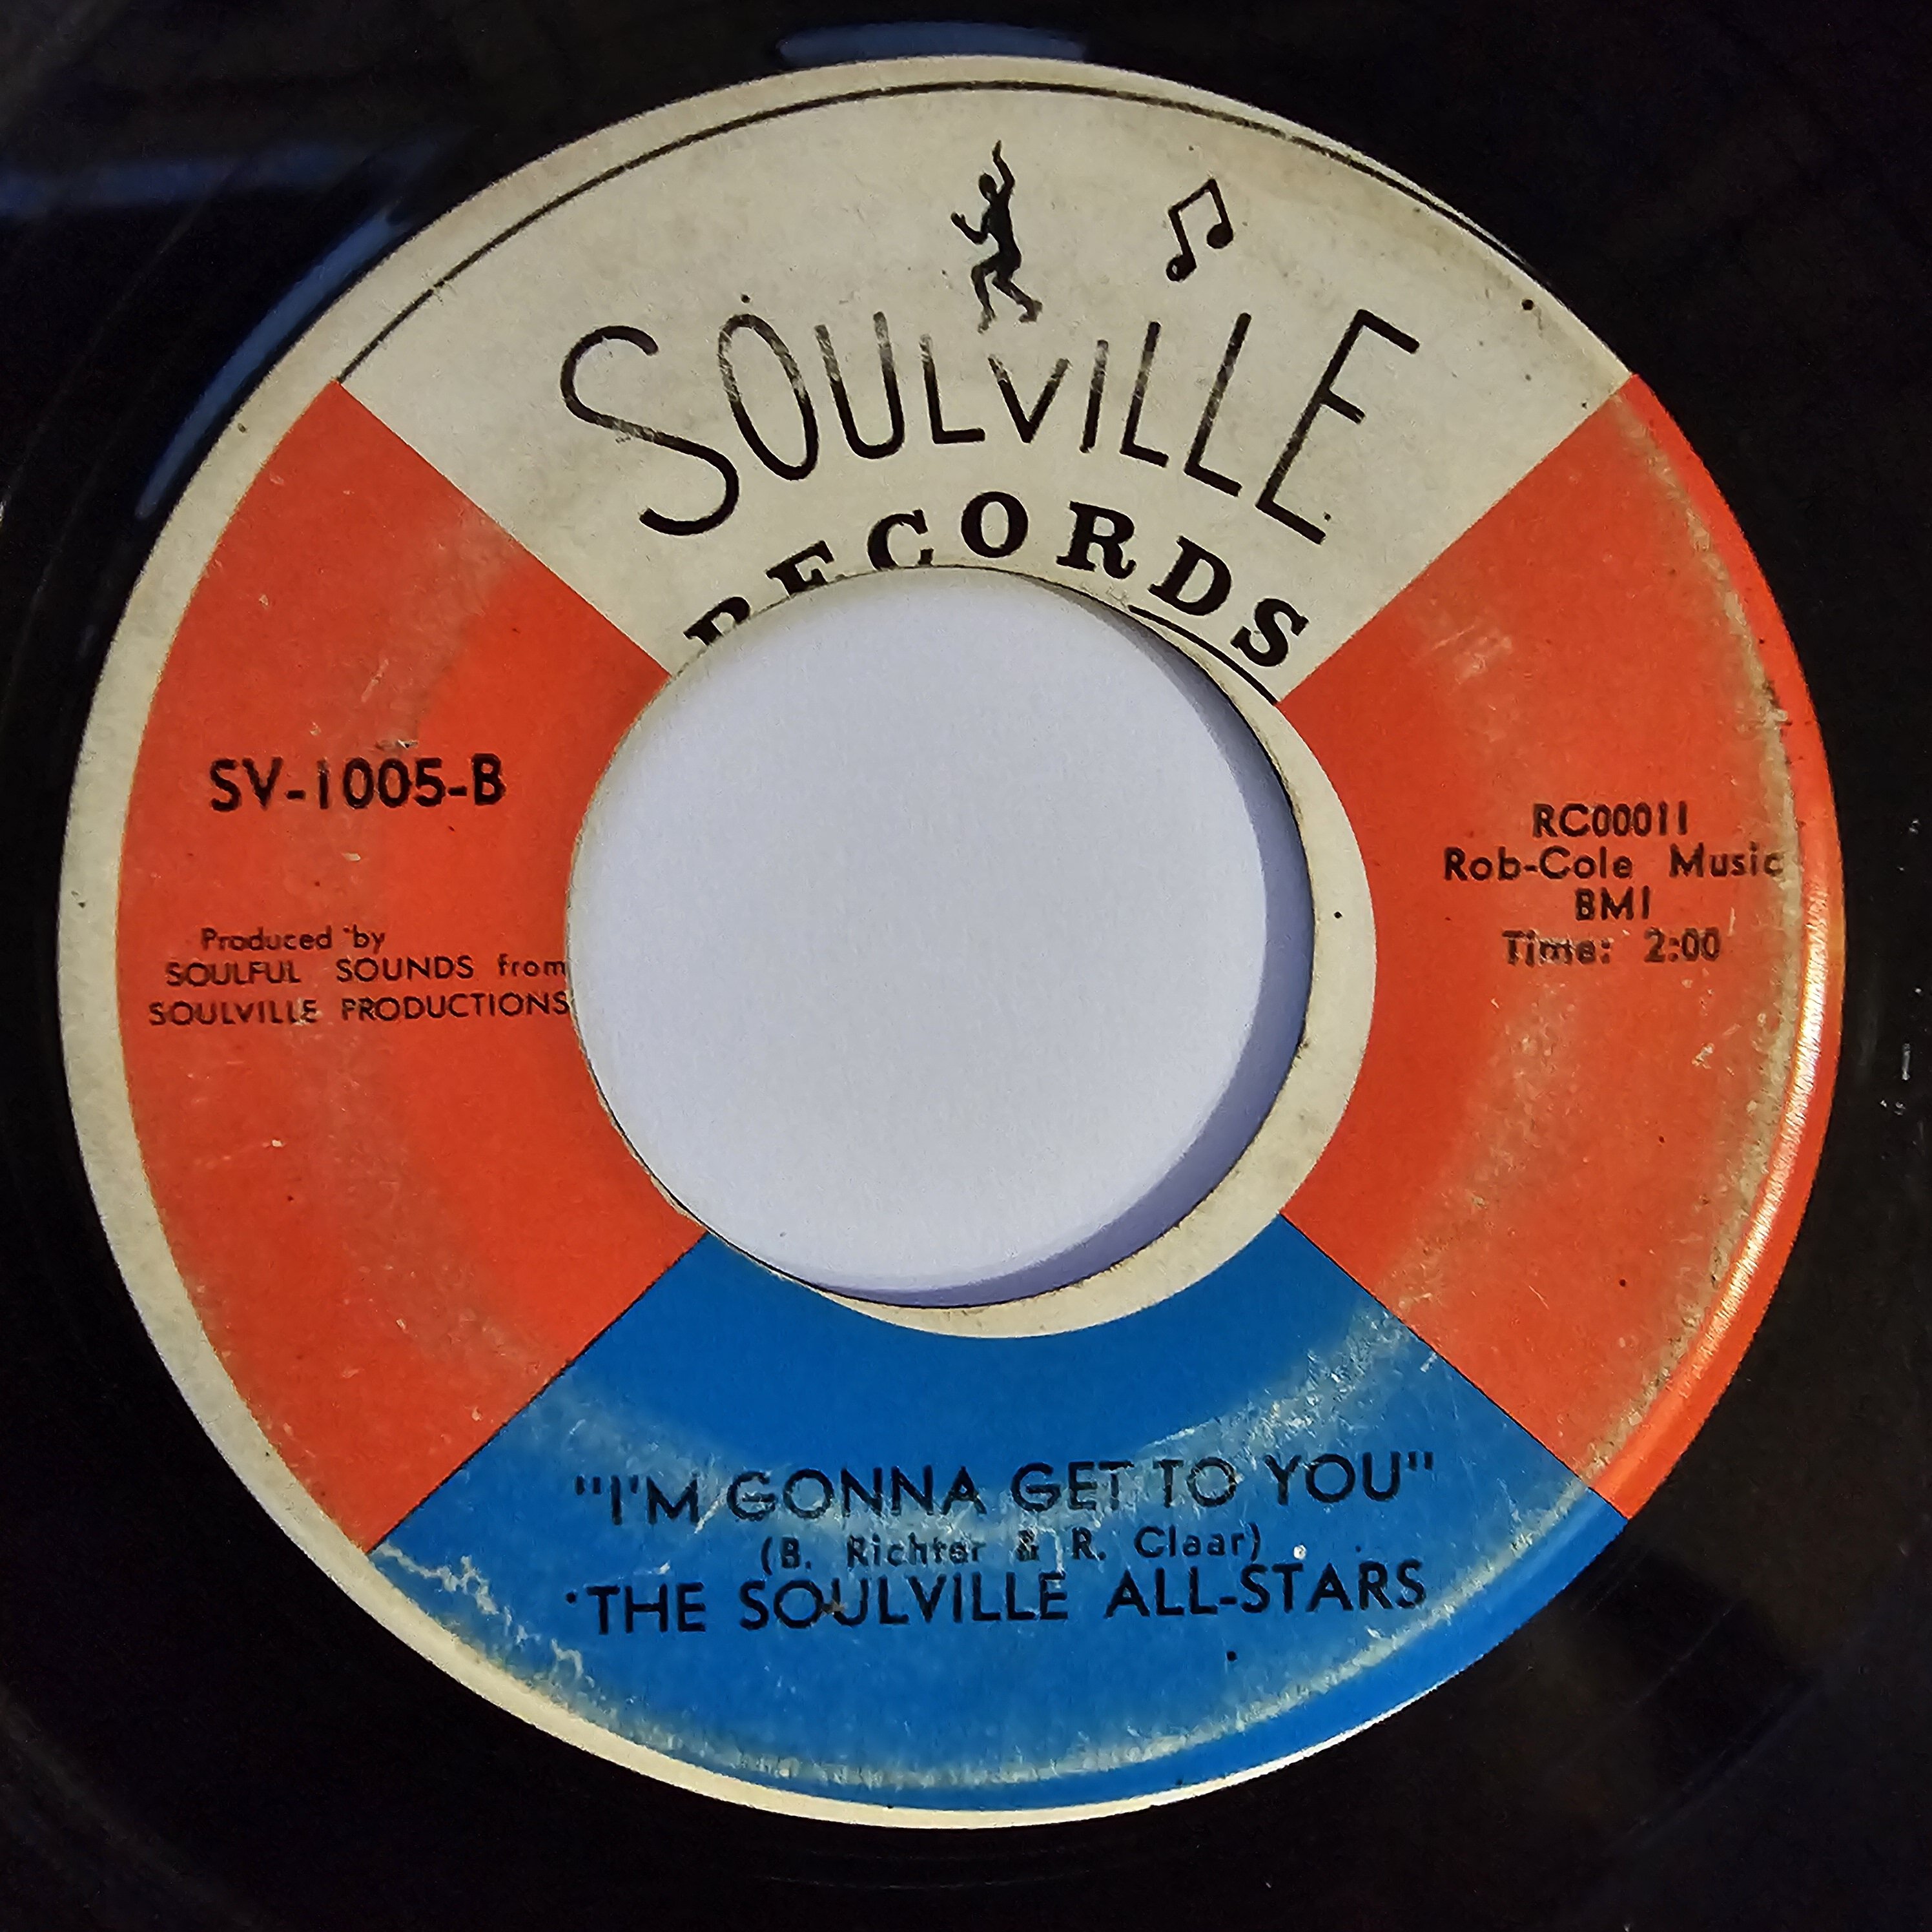 SOULVILLE
RECORDS
SV-1005-B
Produced by
SOULFUL SOUNDS from
SOULVILLE PRODUCTIONS
RC00011
Rob-Cole Music
BMI
Time: 2:00
"I'M GONNA GET TO YOU"
(B. Richter & R. Claar)
THE SOULVILLE ALL-STARS